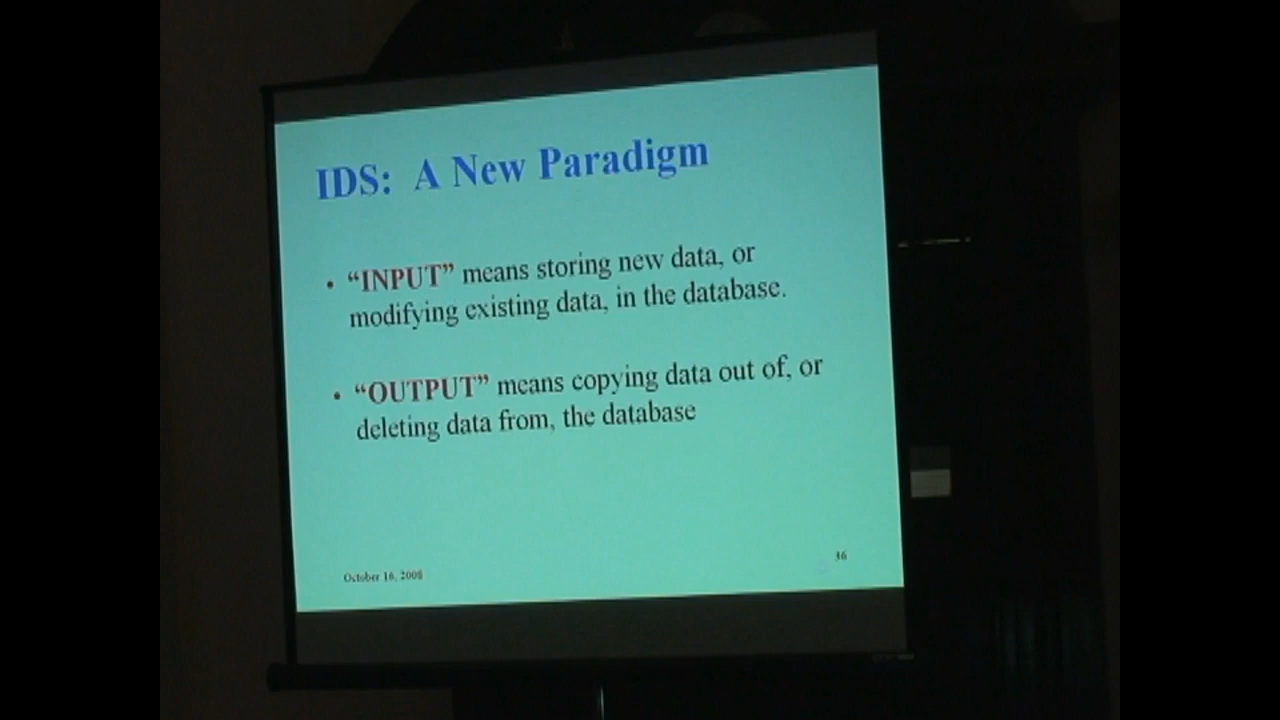 IDS: A New Paradigm
• “INPUT” means storing new data, or
modifying existing data, in the database.
• “OUTPUT” means copying data out of, or
deleting data from, the database
October 16, 2008
36